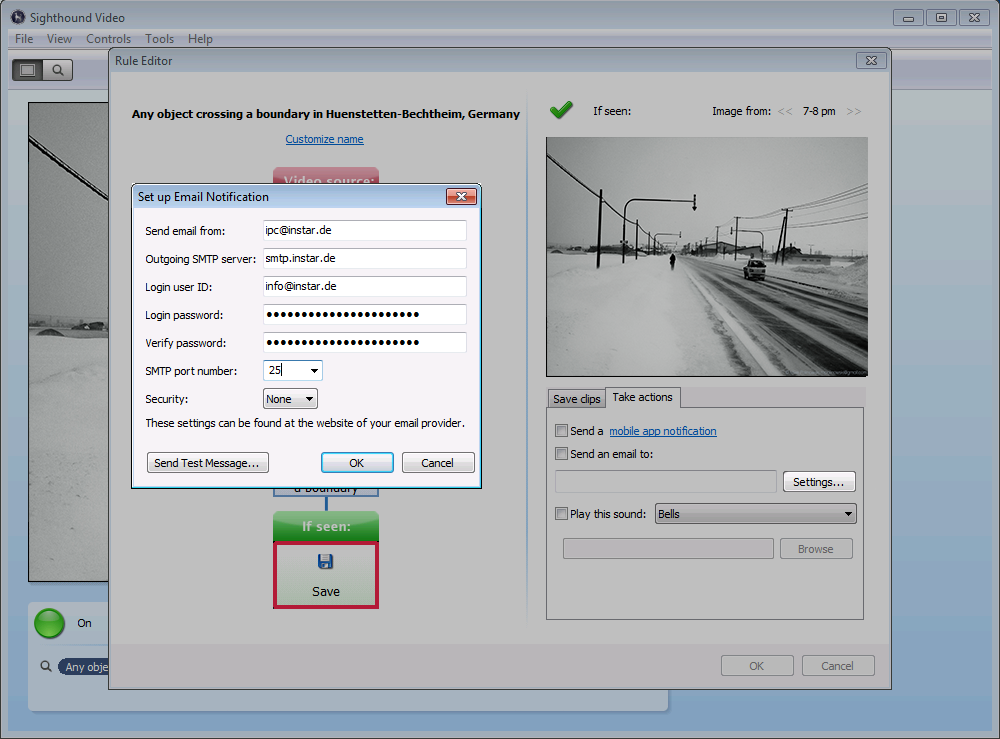 Sighthound Video
File View Controls Tools Help
Rule Editor
Any object crossing a boundary in Huenstetten-Bechtheim, Germany
Customize name
Video source:
Set up Email Notification
Send email from: ipc@instar.de
Outgoing SMTP server: smtp.instar.de
Login user ID: info@instar.de
Login password: ●●●●●●●●●●●●●●●●●●●●●●
Verify password: ●●●●●●●●●●●●●●●●●●●●●●
SMTP port number: 25
Security: None
These settings can be found at the website of your email provider.
Send Test Message... OK Cancel
a boundary
If seen:
Save
If seen: Image from: << 7-8 pm >>
Save clips Take actions
Send a mobile app notification
Send an email to:
Settings...
Play this sound: Bells
Browse
OK Cancel
On
Any obje